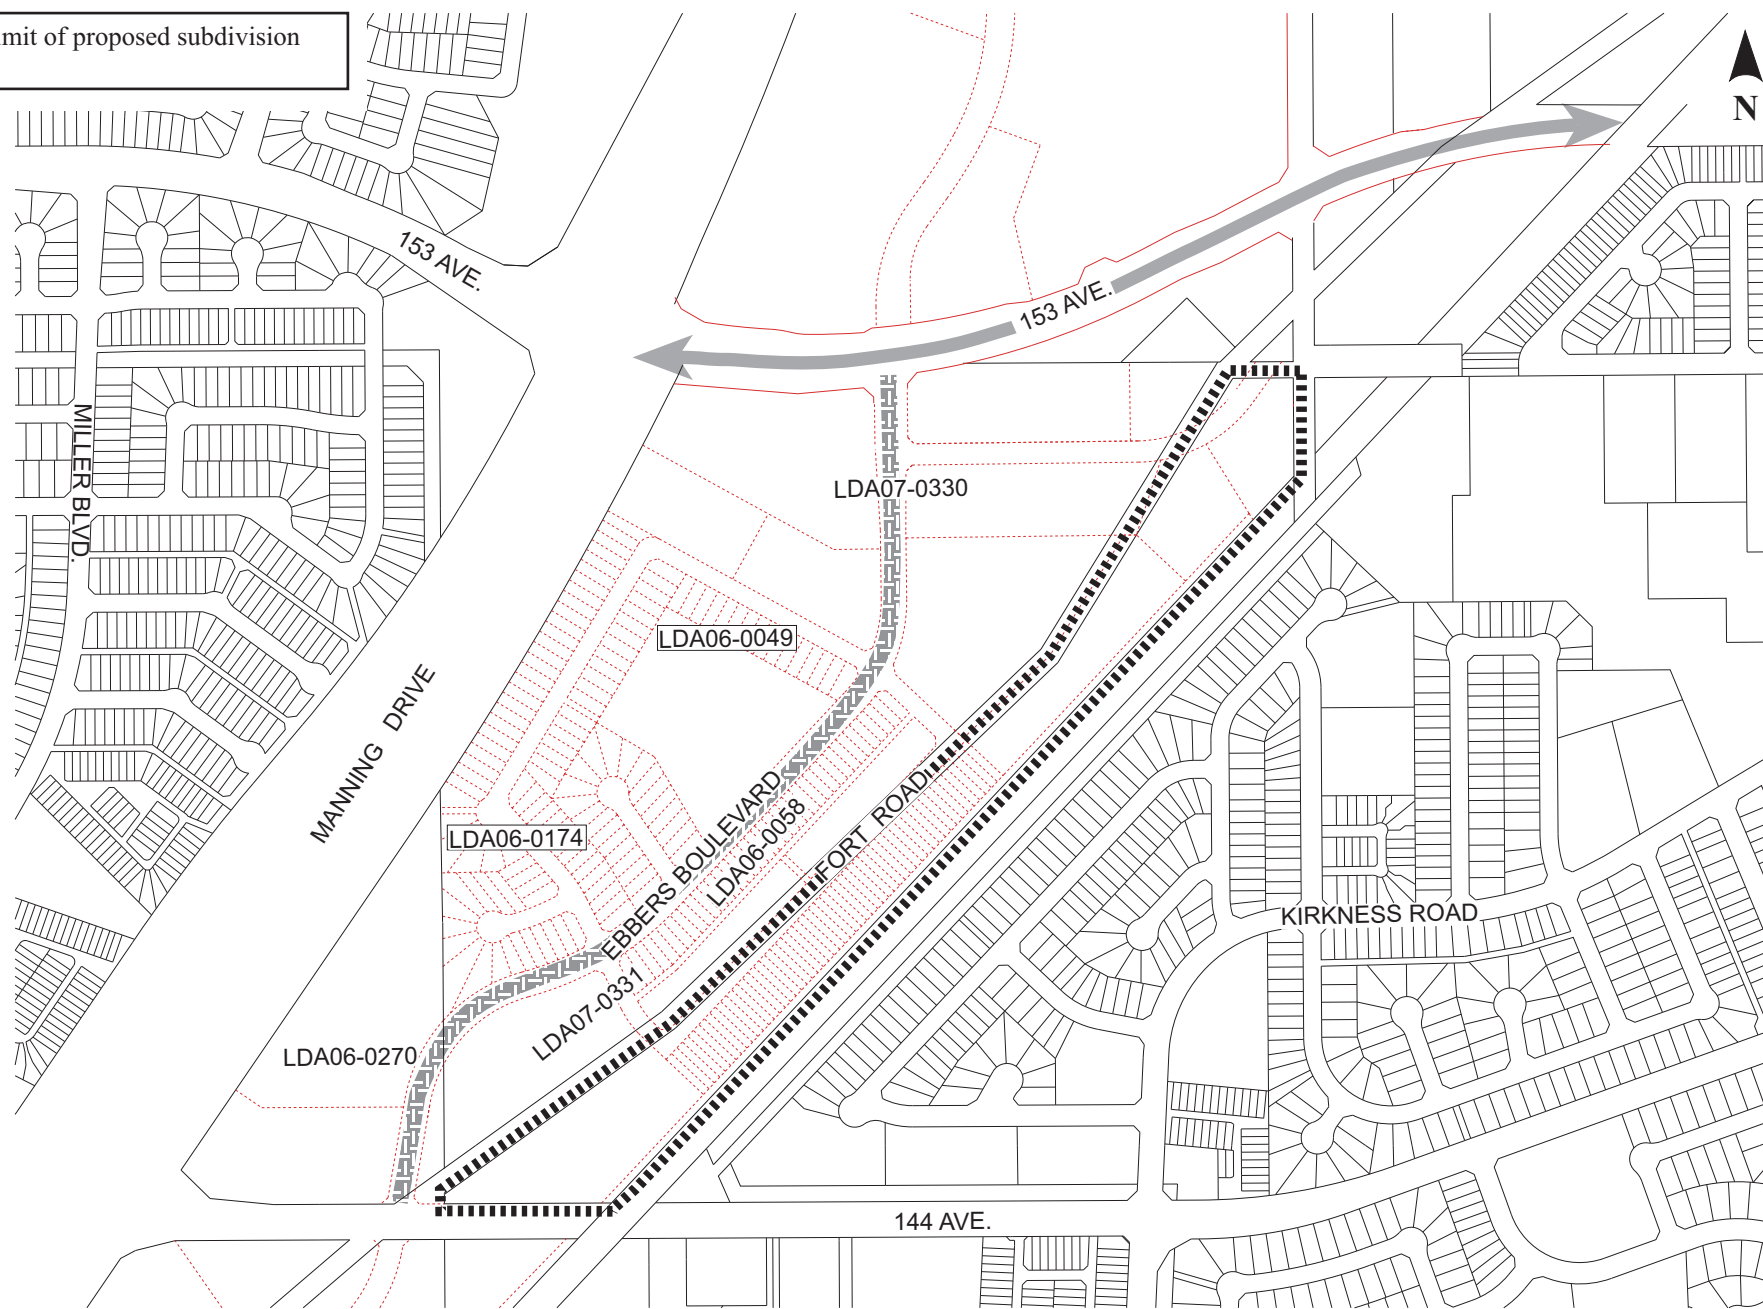 mit of proposed subdivision
N
153 AVE.
153 AVE.
MILLER BLVD.
LDA07-0330
LDA06-0049
MANNING DRIVE
EBBERS BOULEVARD
LDA06-0058
FORT ROAD
LDA06-0174
KIRKNESS ROAD
LDA07-0331
LDA06-0270
144 AVE.